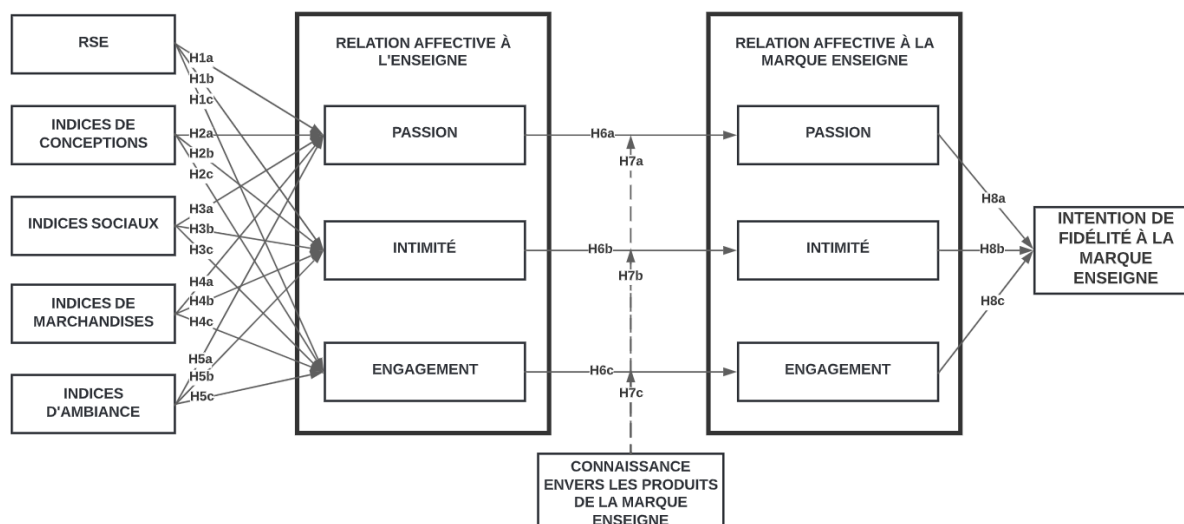 RSE
INDICES DE
CONCEPTIONS
INDICES SOCIAUX
INDICES DE
MARCHANDISES
INDICES
D'AMBIANCE
H1a
H1b
H1c
H2a
H2b
H2c
H3a
H3b
H3c
H4a
H4b
H4c
H5a
H5b
H5c
RELATION AFFECTIVE À
L'ENSEIGNE
PASSION
INTIMITÉ
ENGAGEMENT
H6a
H7a
H6b
H7b
H6c
H7c
CONNAISSANCE
ENVERS LES PRODUITS
DE LA MARQUE
ENSEIGNE
RELATION AFFECTIVE À LA
MARQUE ENSEIGNE
PASSION
INTIMITÉ
ENGAGEMENT
H8a
H8b
H8c
INTENTION DE
FIDÉLITÉ À LA
MARQUE
ENSEIGNE